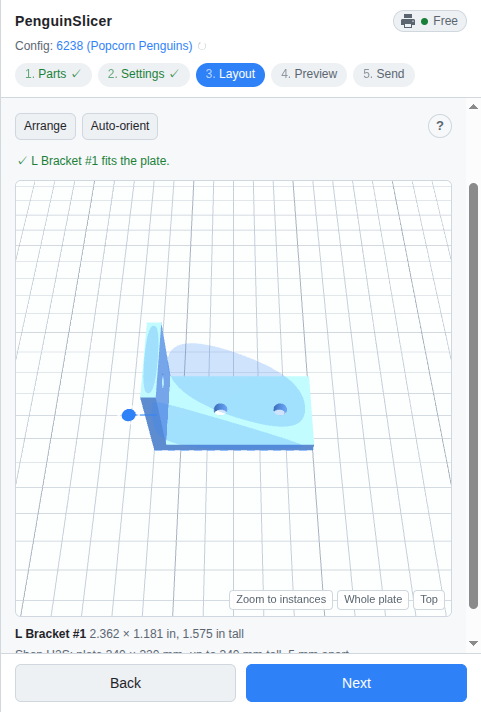 PenguinSlicer
Free
Config: 6238 (Popcorn Penguins)
1. Parts ✓
2. Settings ✓
3. Layout
4. Preview
5. Send
Arrange
Auto-orient
?
✓ L Bracket #1 fits the plate.
Zoom to instances
Whole plate
Top
L Bracket #1 2.362 × 1.181 in, 1.575 in tall
Back
Next